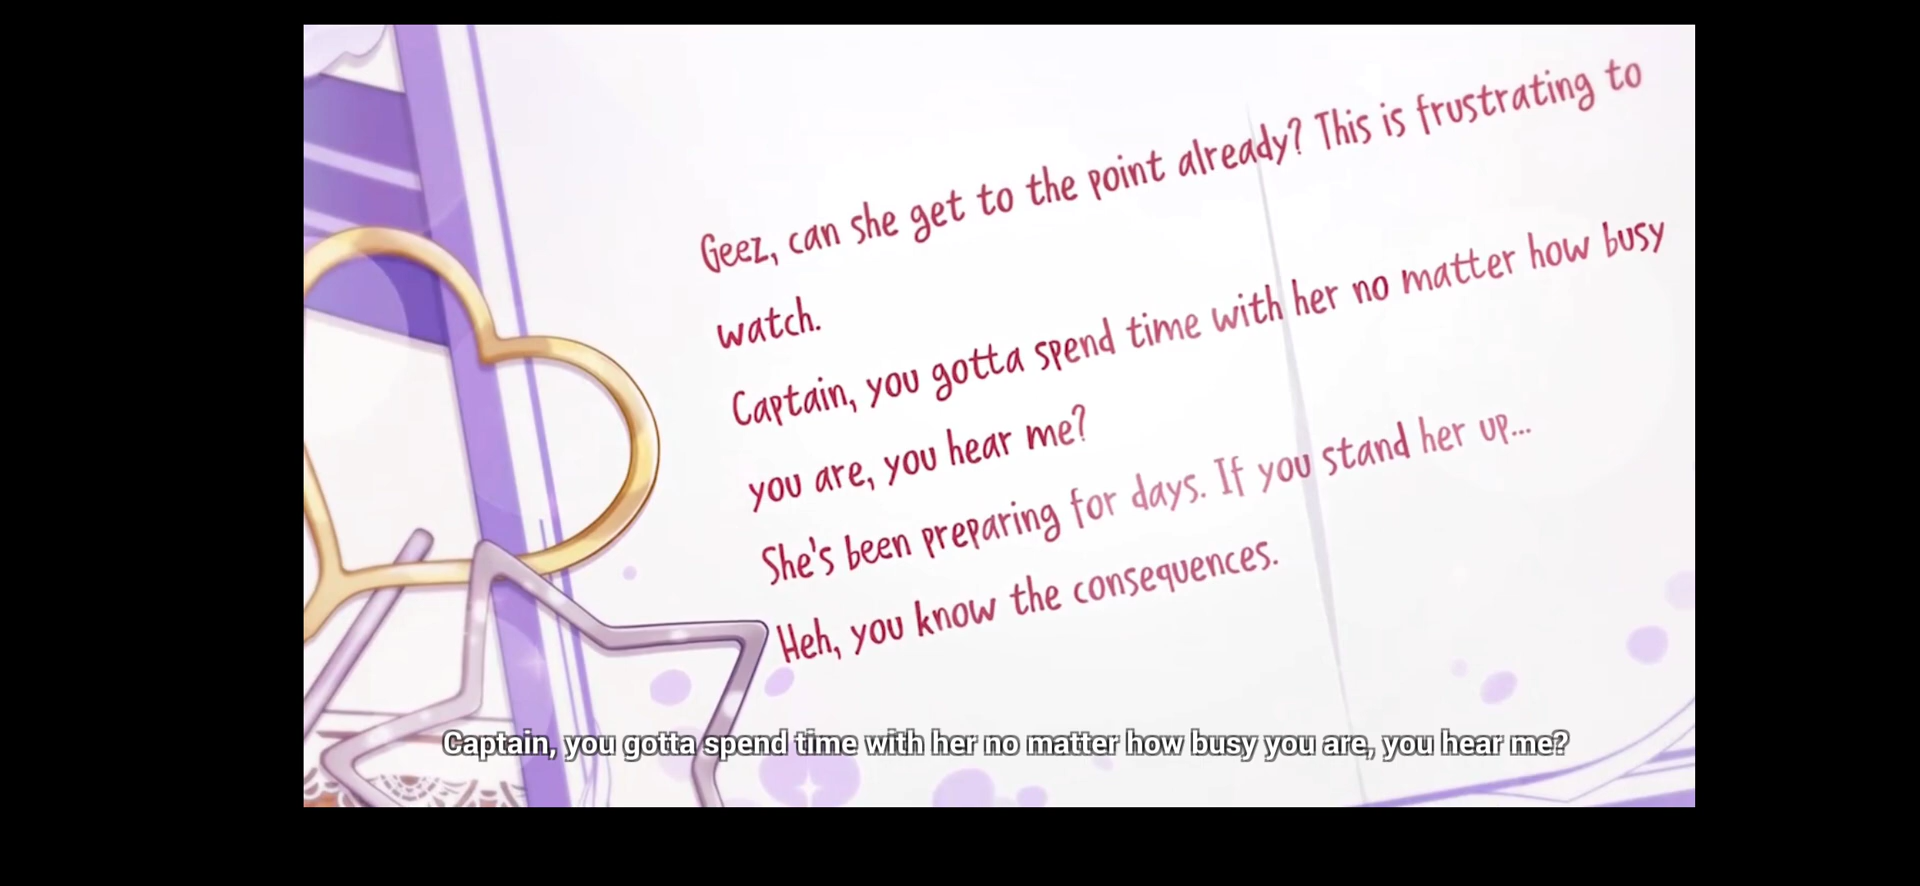 Geez, can she get to the point already? This is frustrating to
watch.
Captain, you gotta spend time with her no matter how busy
you are, you hear me?
She's been preparing for days. If you stand her up...
Heh, you know the consequences.
Captain, you gotta spend time with her no matter how busy you are, you hear me?